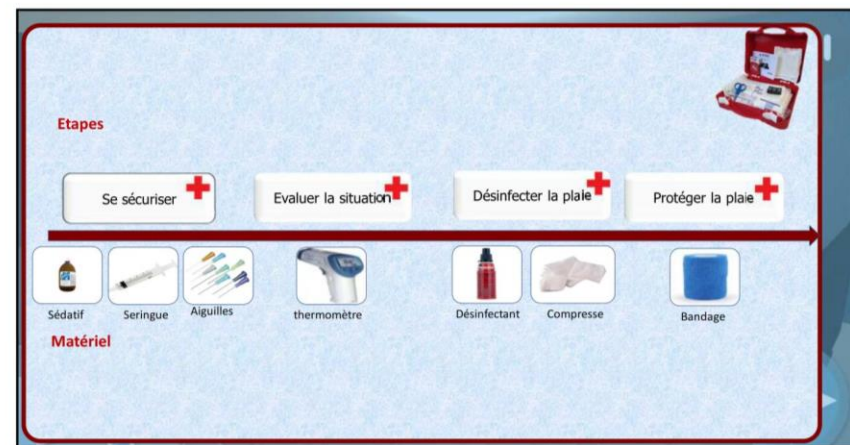 Etapes
Se sécuriser
Evaluer la situation
Désinfecter la plaie
Protéger la plaie
Sédatif
Seringue
Aiguilles
thermomètre
Désinfectant
Compresse
Bandage
Matériel